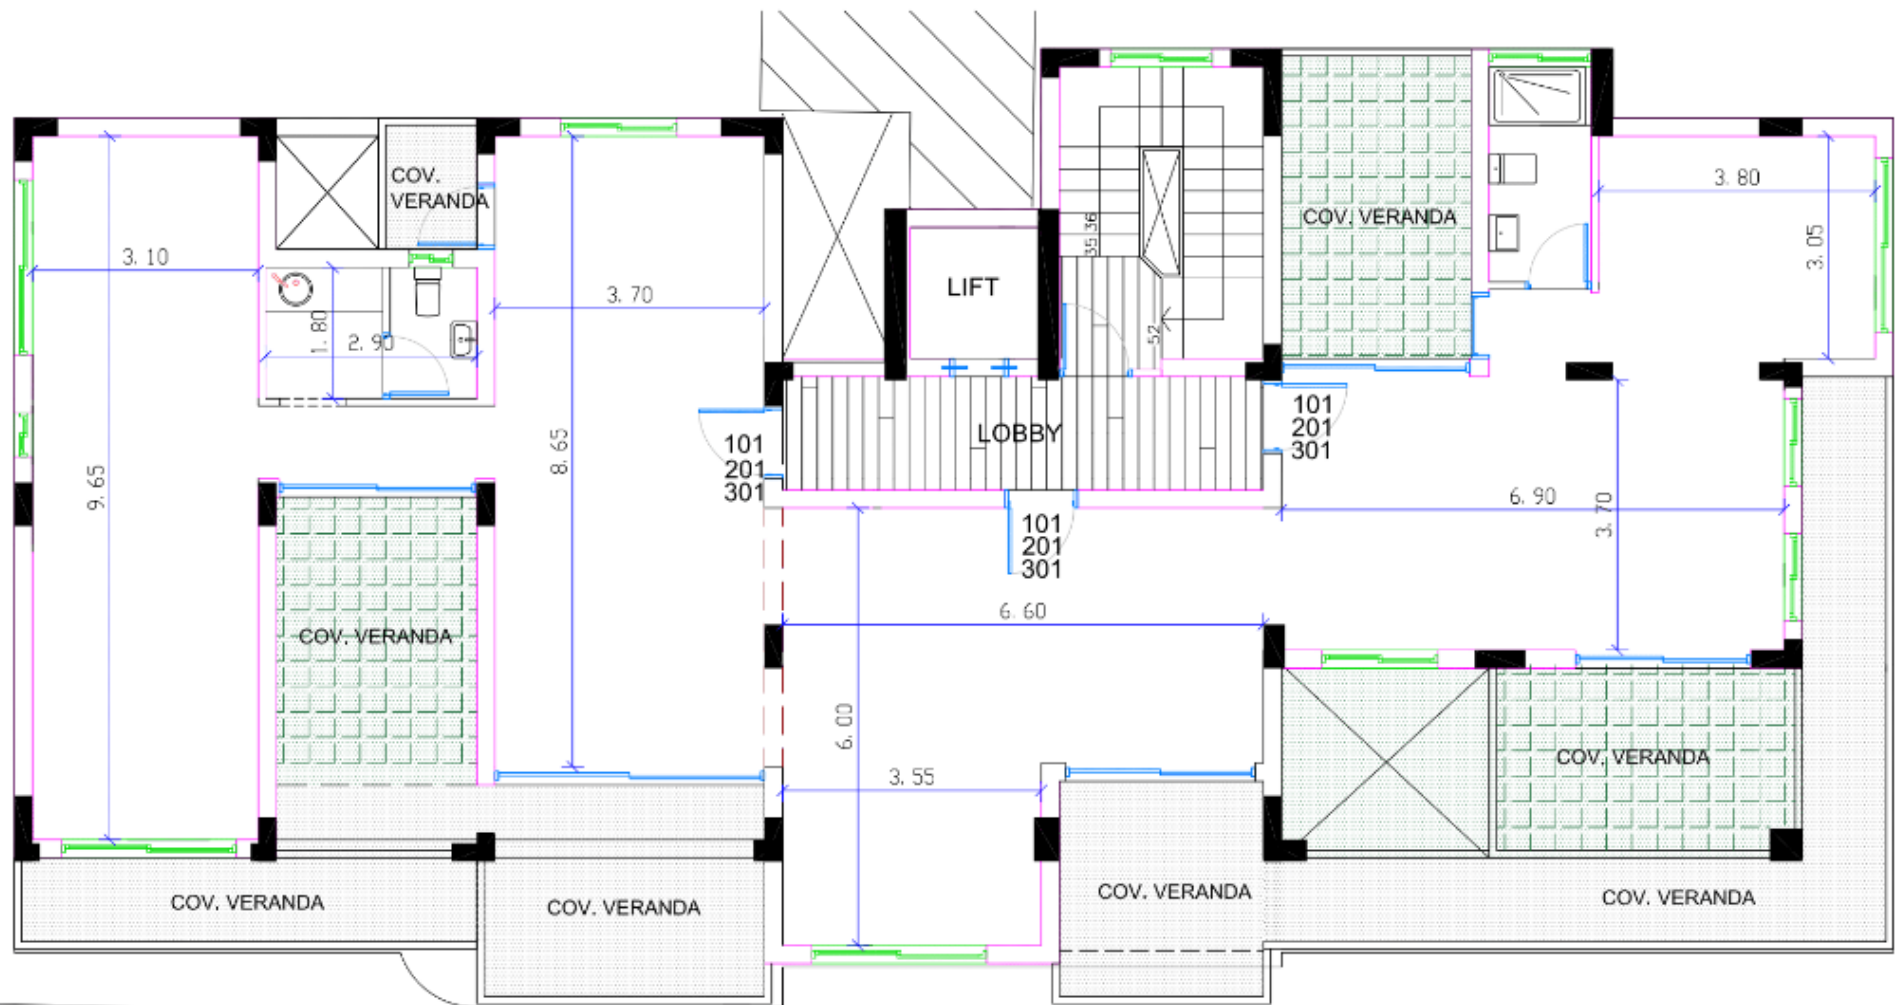 COV.
VERANDA
3.10
1.80
2.90
3.70
9.65
8.65
LIFT
35.36
52
COV. VERANDA
3.80
3.05
LOBBY
101
201
301
101
201
301
101
201
301
6.90
3.70
6.60
COV. VERANDA
6.00
3.55
COV. VERANDA
COV. VERANDA
COV. VERANDA
COV. VERANDA
COV. VERANDA